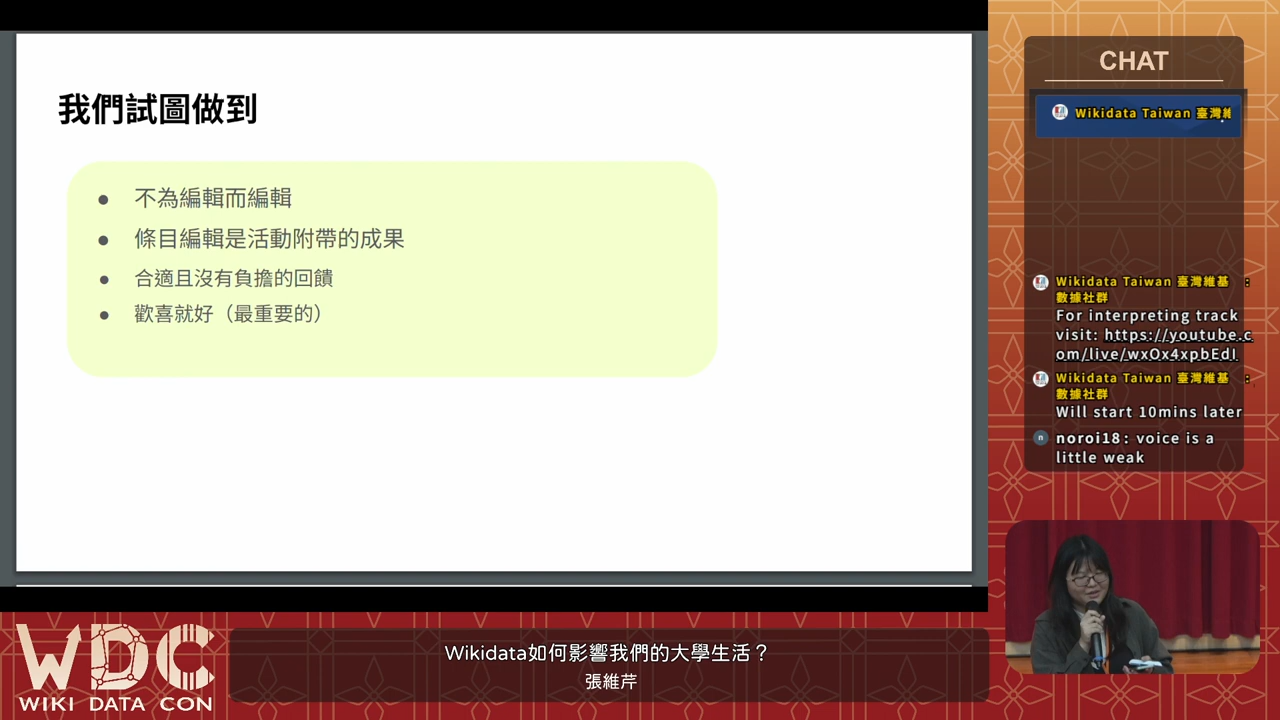 我們試圖做到
● 不為編輯而編輯
● 條目編輯是活動附帶的成果
● 合適且沒有負擔的回饋
● 歡喜就好（最重要的）
CHAT
Wikidata Taiwan 臺灣維
Wikidata Taiwan 臺灣維基 :
數據社群
For interpreting track
visit: https://youtube.c
om/live/wxOx4xpbEdI
Wikidata Taiwan 臺灣維基 :
數據社群
Will start 10mins later
n noroi18: voice is a
little weak
WDC
WIKI DATA CON
Wikidata如何影響我們的大學生活？
張維芹